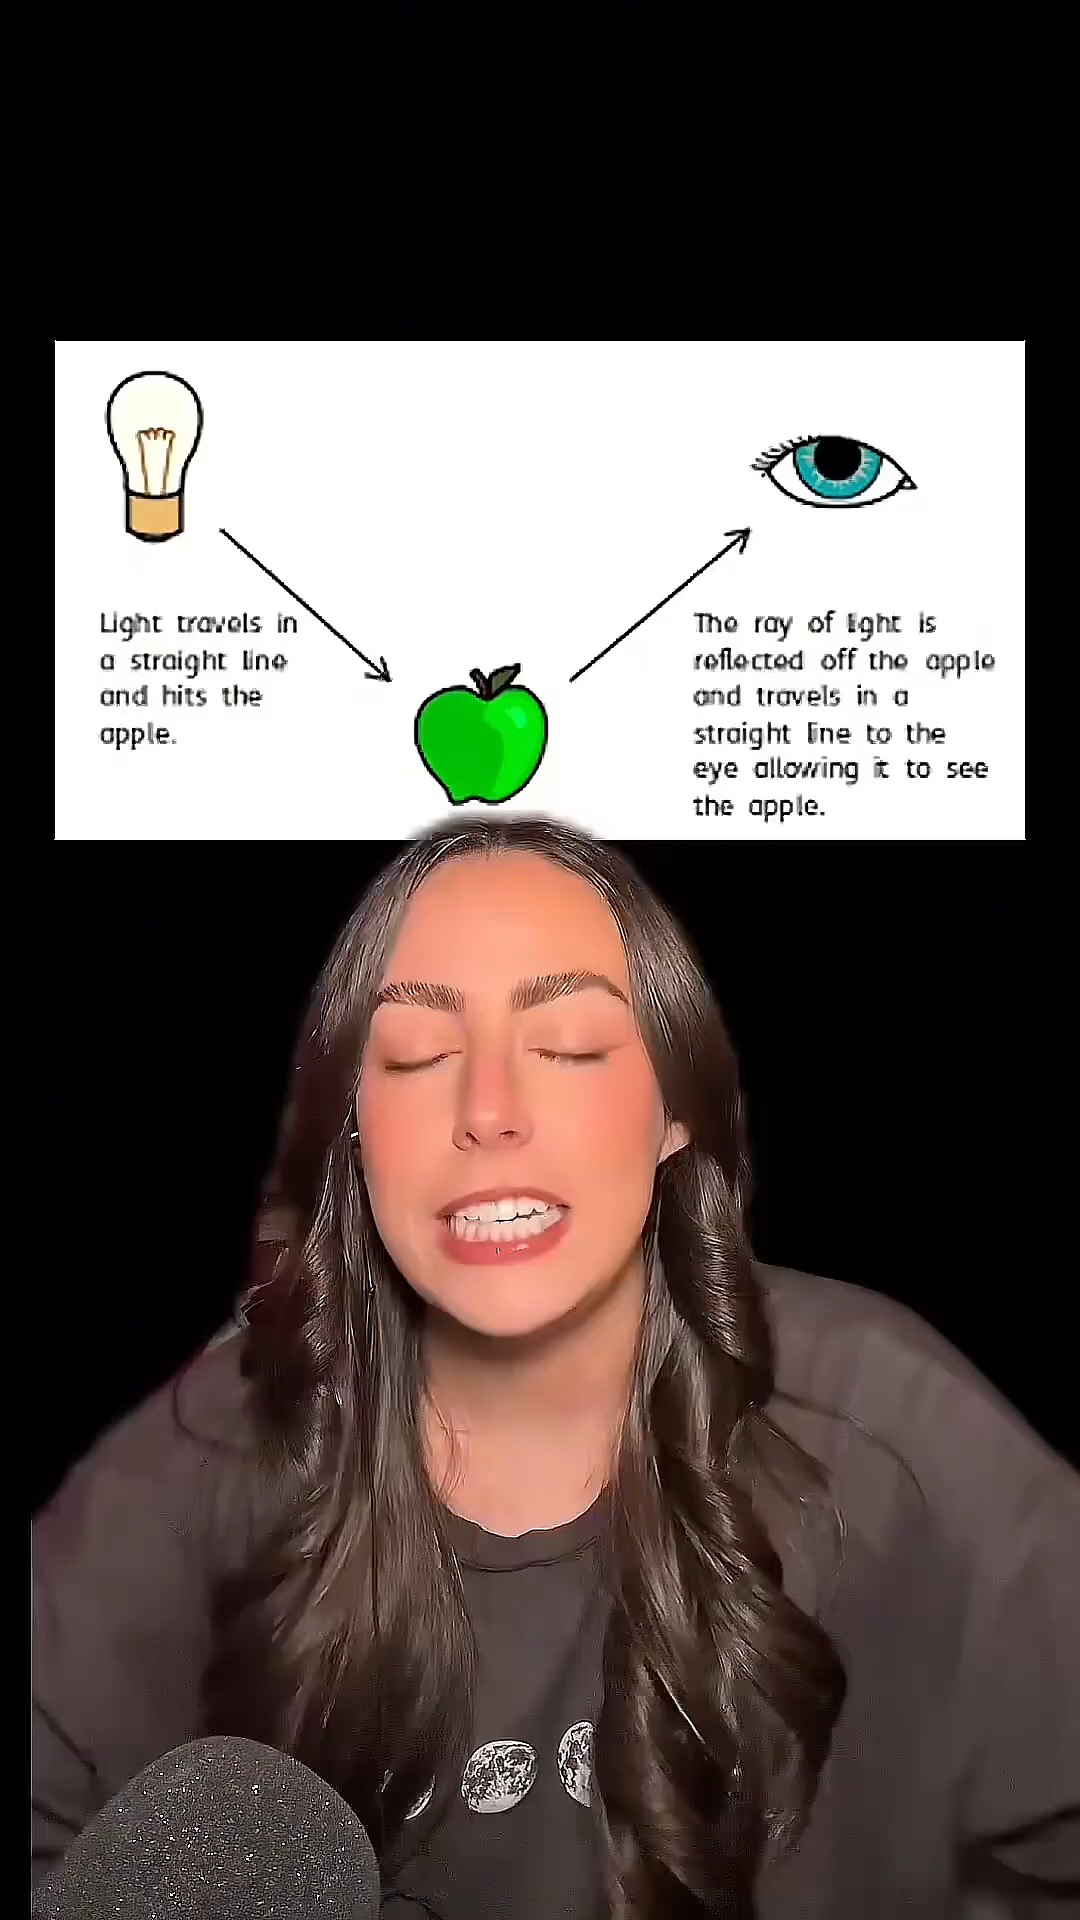 Light travels in
a straight line
and hits the
apple.
The ray of light is
reflected off the apple
and travels in a
straight line to the
eye allowing it to see
the apple.